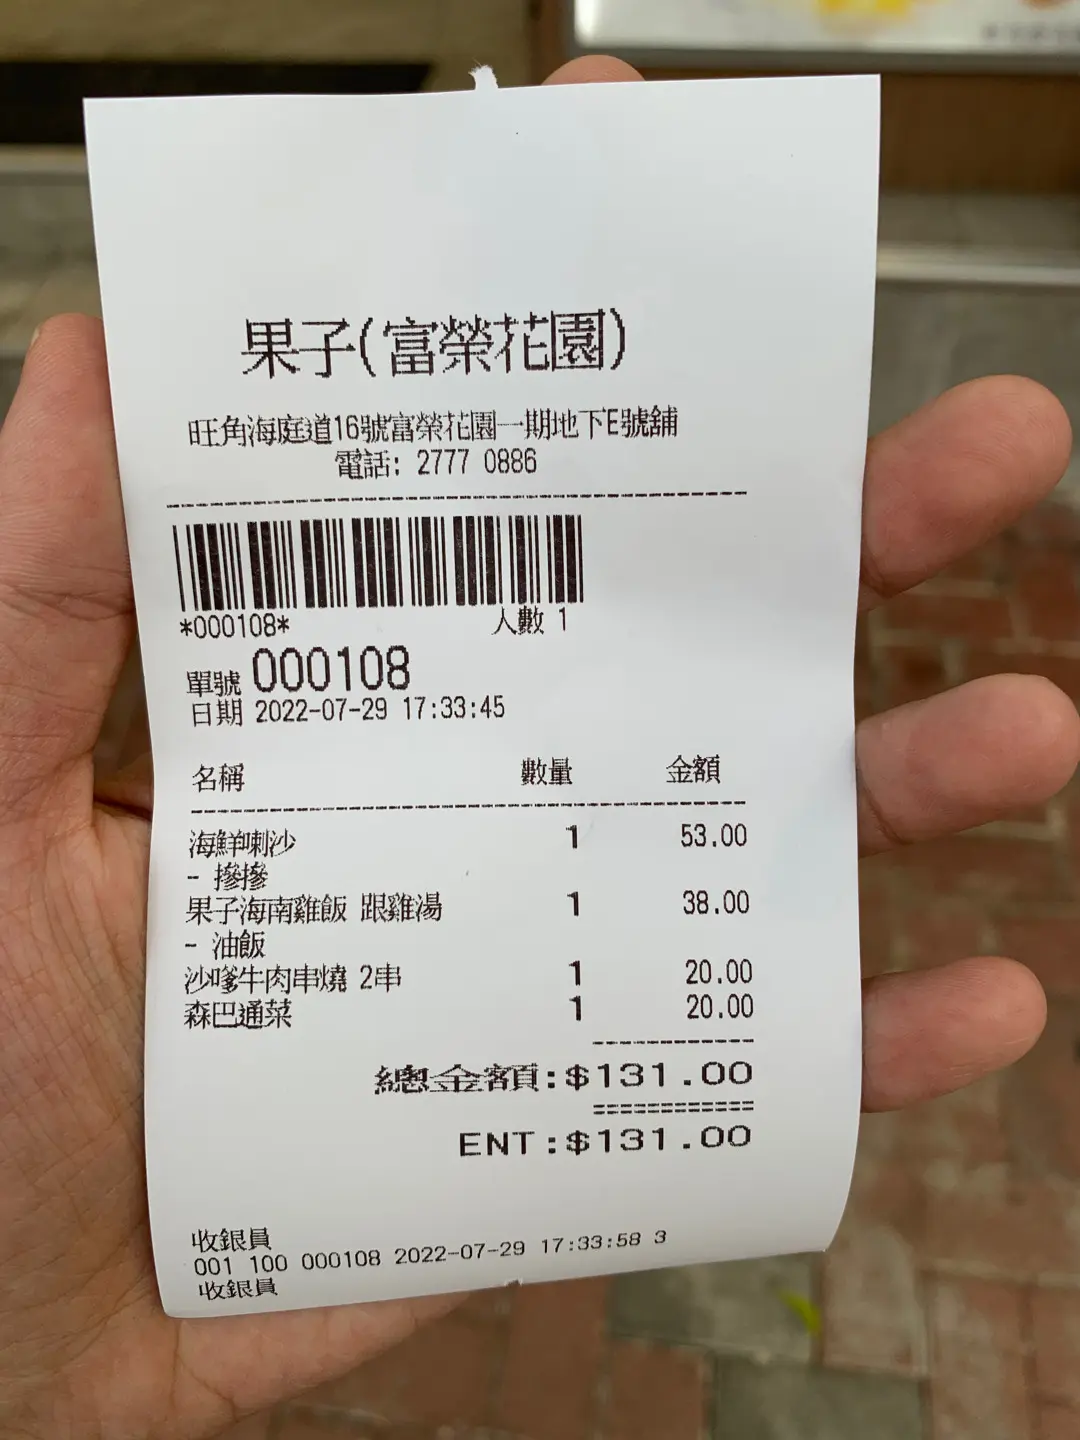 果子(富榮花園)
旺角海庭道16號富榮花園一期地下E號舖
電話: 2777 0886
*000108* 人數 1
單號 000108
日期 2022-07-29 17:33:45
名稱 數量 金額
海鮮喇沙 1 53.00
- 摻摻
果子海南雞飯 跟雞湯 1 38.00
- 油飯
沙嗲牛肉串燒 2串 1 20.00
森巴通菜 1 20.00
總金額:$131.00
ENT:$131.00
收銀員
001 100 000108 2022-07-29 17:33:58 3
收銀員